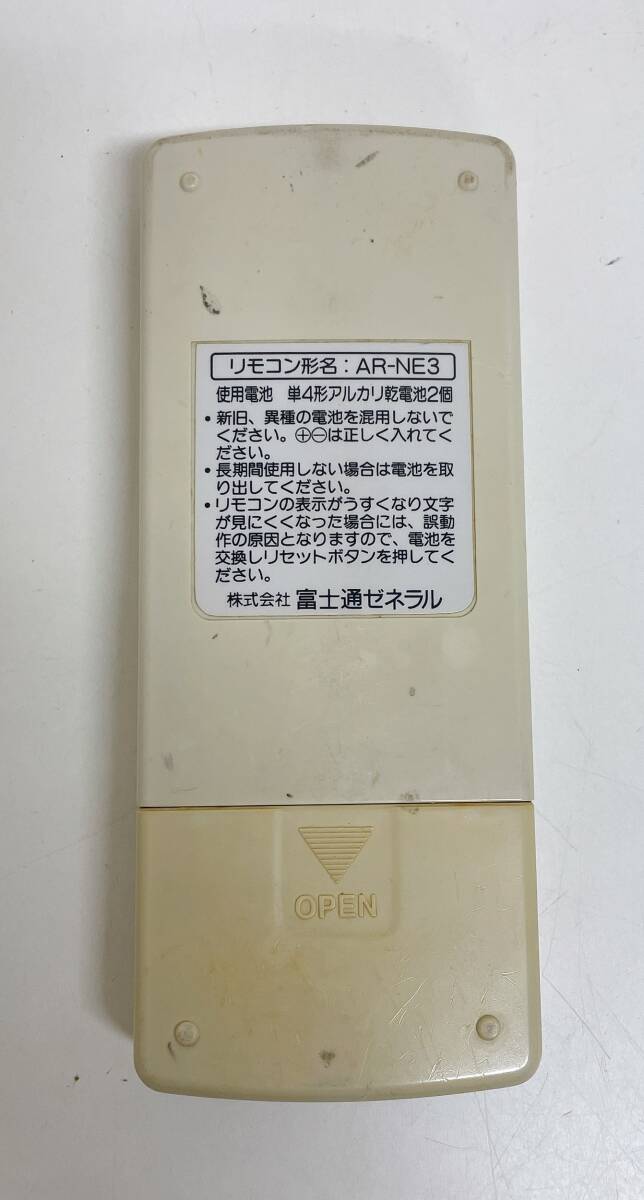 リモコン形名：AR-NE3
使用電池　単4形アルカリ乾電池2個
・新旧、異種の電池を混用しないで
ください。⊕⊖は正しく入れてく
ださい。
・長期間使用しない場合は電池を取
り出してください。
・リモコンの表示がうすくなり文字
が見にくくなった場合には、誤動
作の原因となりますので、電池を
交換しリセットボタンを押してく
ださい。
株式会社 富士通ゼネラル
OPEN